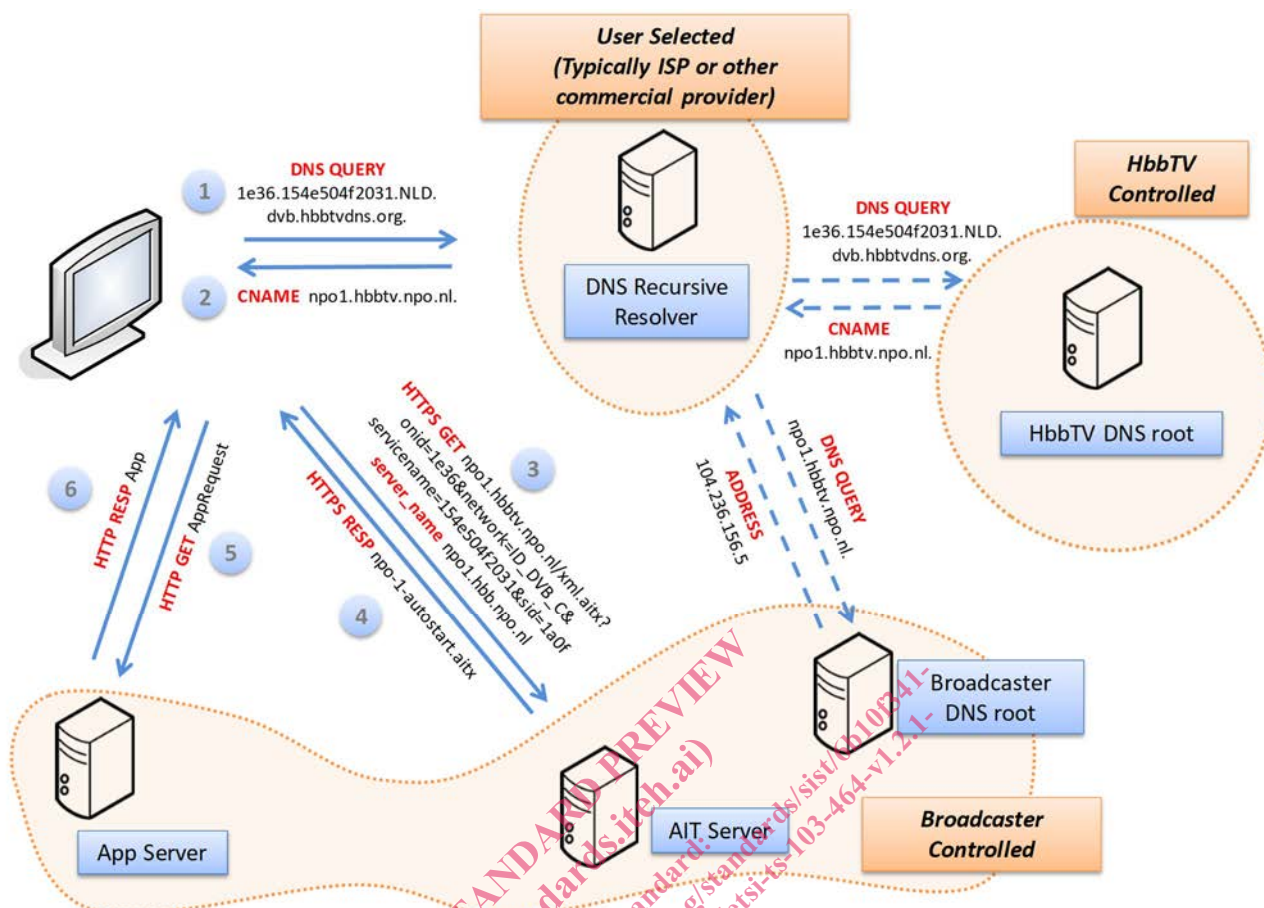 User Selected
(Typically ISP or other
commercial provider)
HbbTV
Controlled
1
DNS QUERY
1e36.154e504f2031.NLD.
dvb.hbbtvdns.org.
2
CNAME npo1.hbbtv.npo.nl.
DNS Recursive
Resolver
DNS QUERY
1e36.154e504f2031.NLD.
dvb.hbbtvdns.org.
CNAME
npo1.hbbtv.npo.nl.
HbbTV DNS root
3
HTTPS GET npo1.hbbtv.npo.nl/xml.aitx?
onid=1e36&network=ID_DVB_C&
servicename=154e504f2031&sid=1a0f
server_name npo1.hbb.npo.nl
4
HTTPS RESP npo-1-autostart.aitx
DNS QUERY
npo1.hbbtv.npo.nl.
ADDRESS
104.236.156.5
6
HTTP RESP App
5
HTTP GET AppRequest
Broadcaster
DNS root
App Server
AIT Server
Broadcaster
Controlled
STANDARD PREVIEW